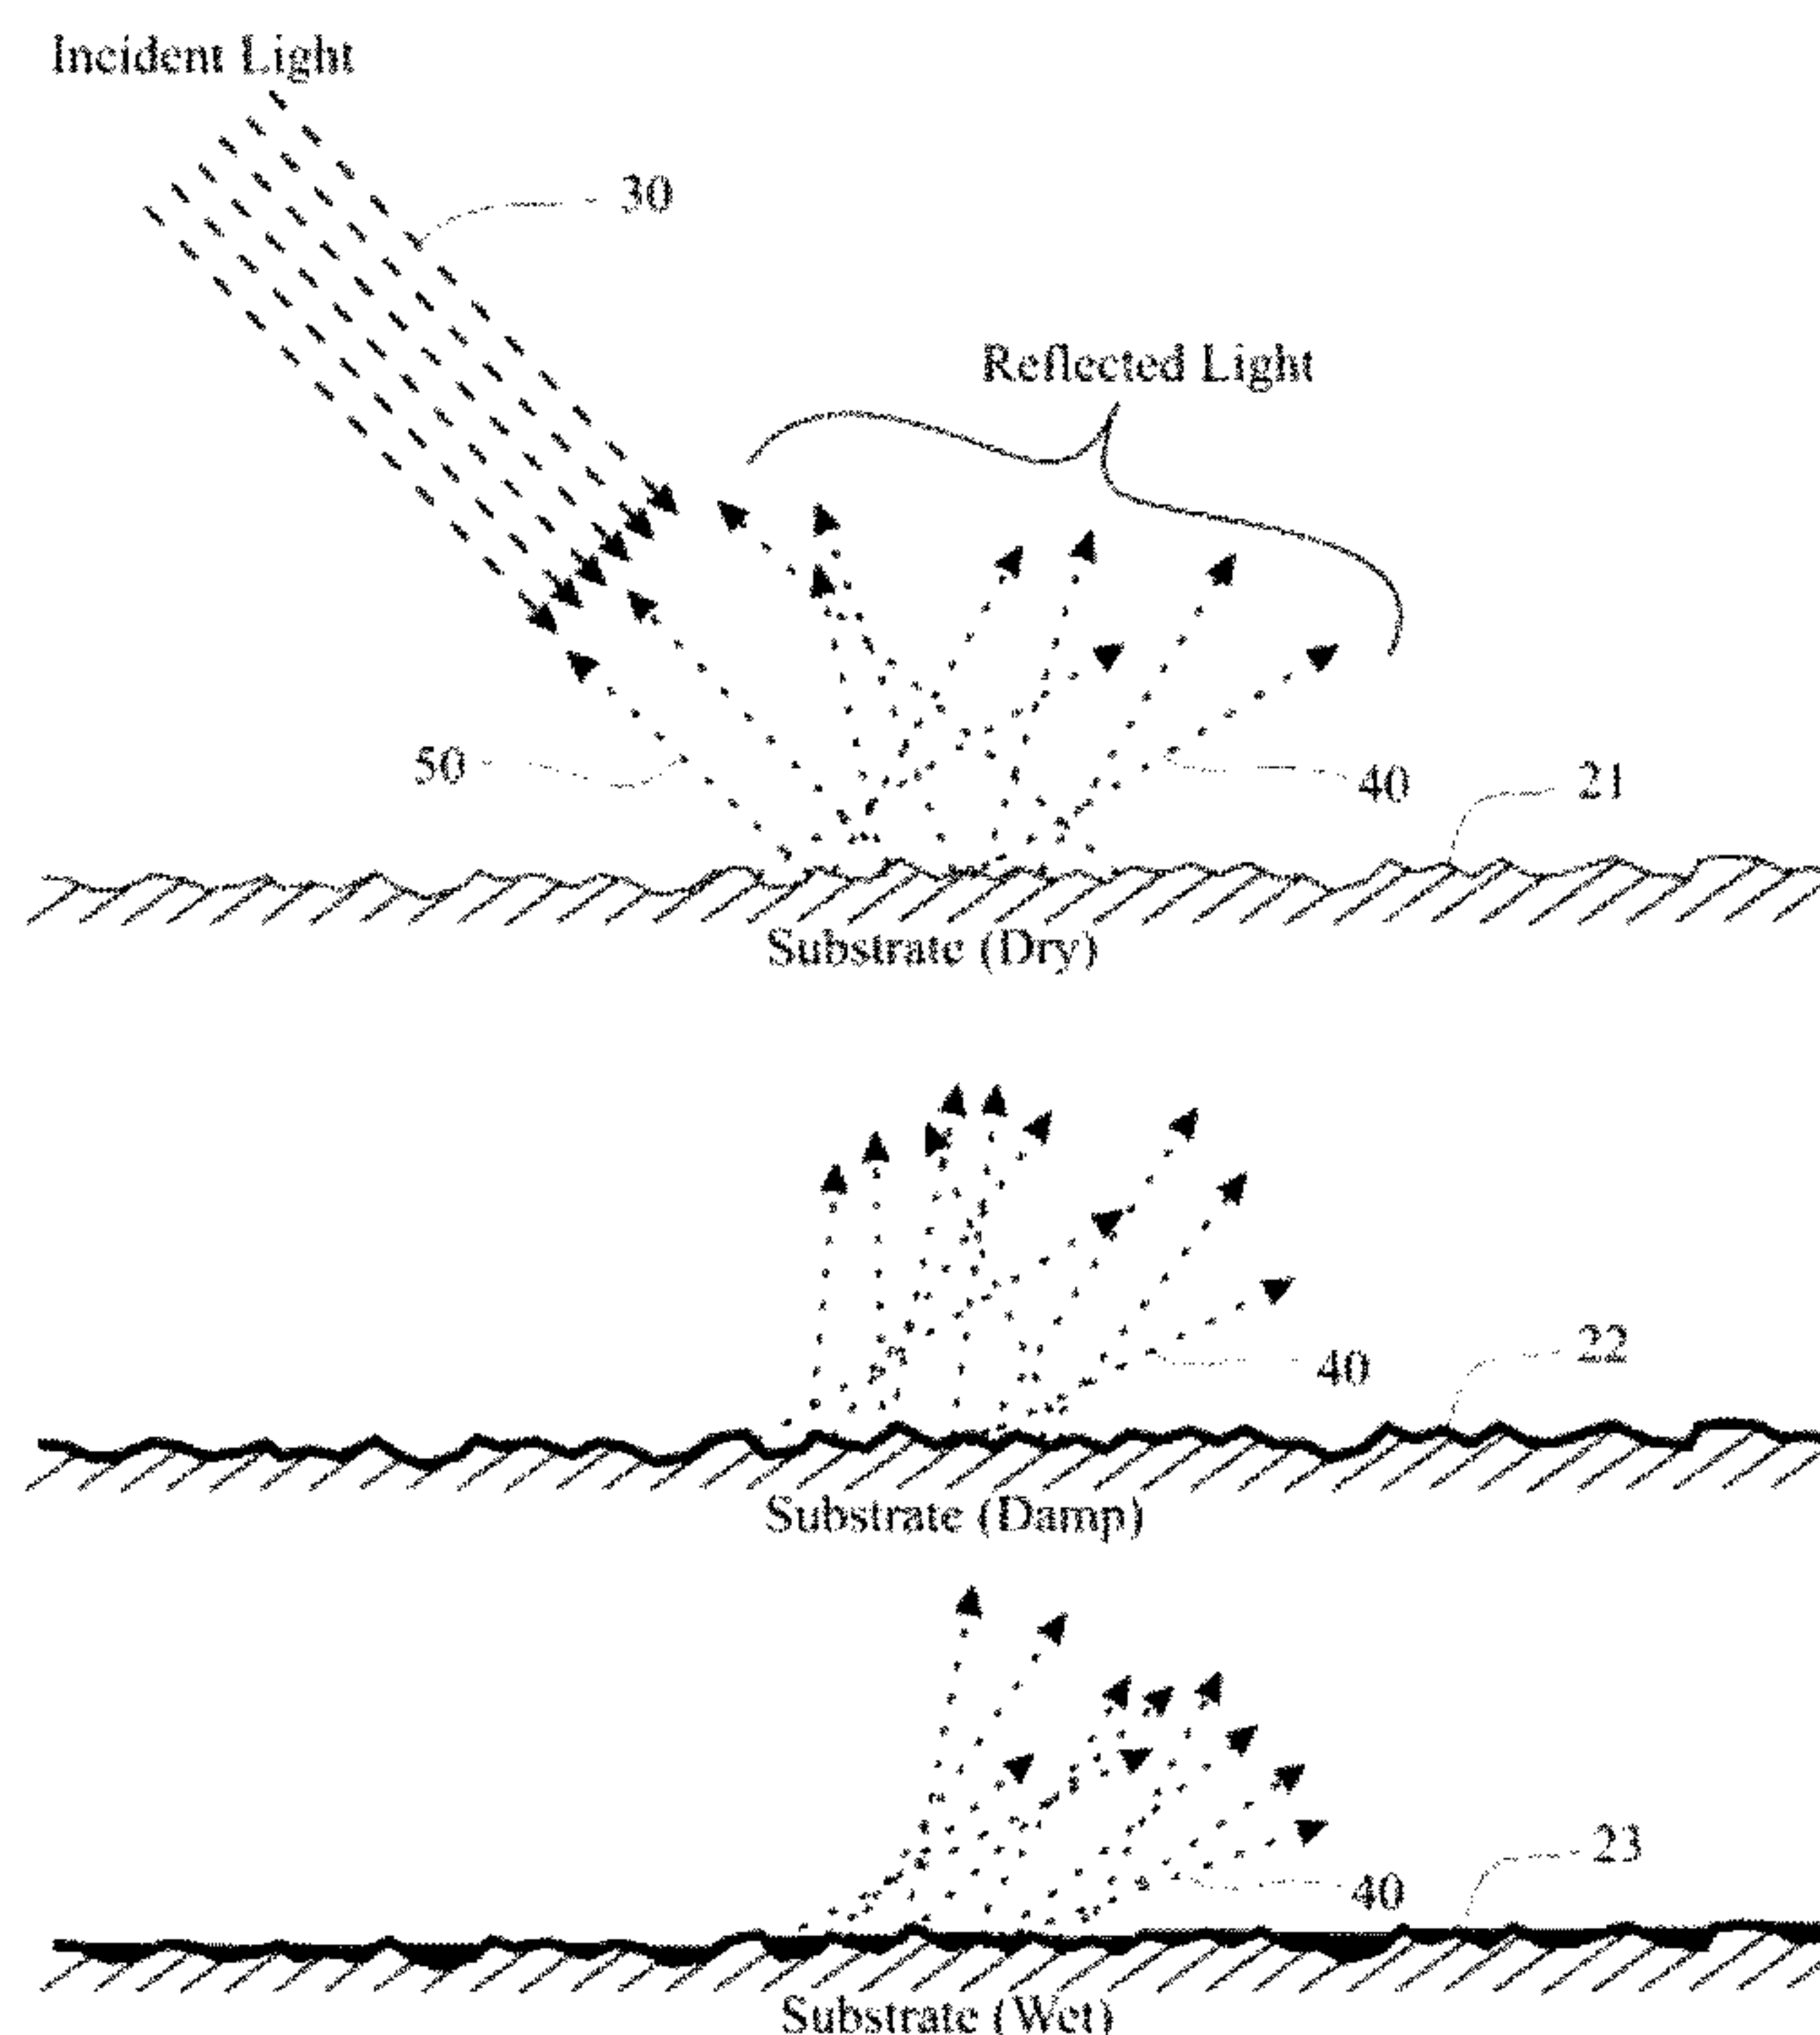 Incident Light
30
Reflected Light
50
40
21
Substrate (Dry)
22
40
Substrate (Damp)
23
40
Substrate (Wet)